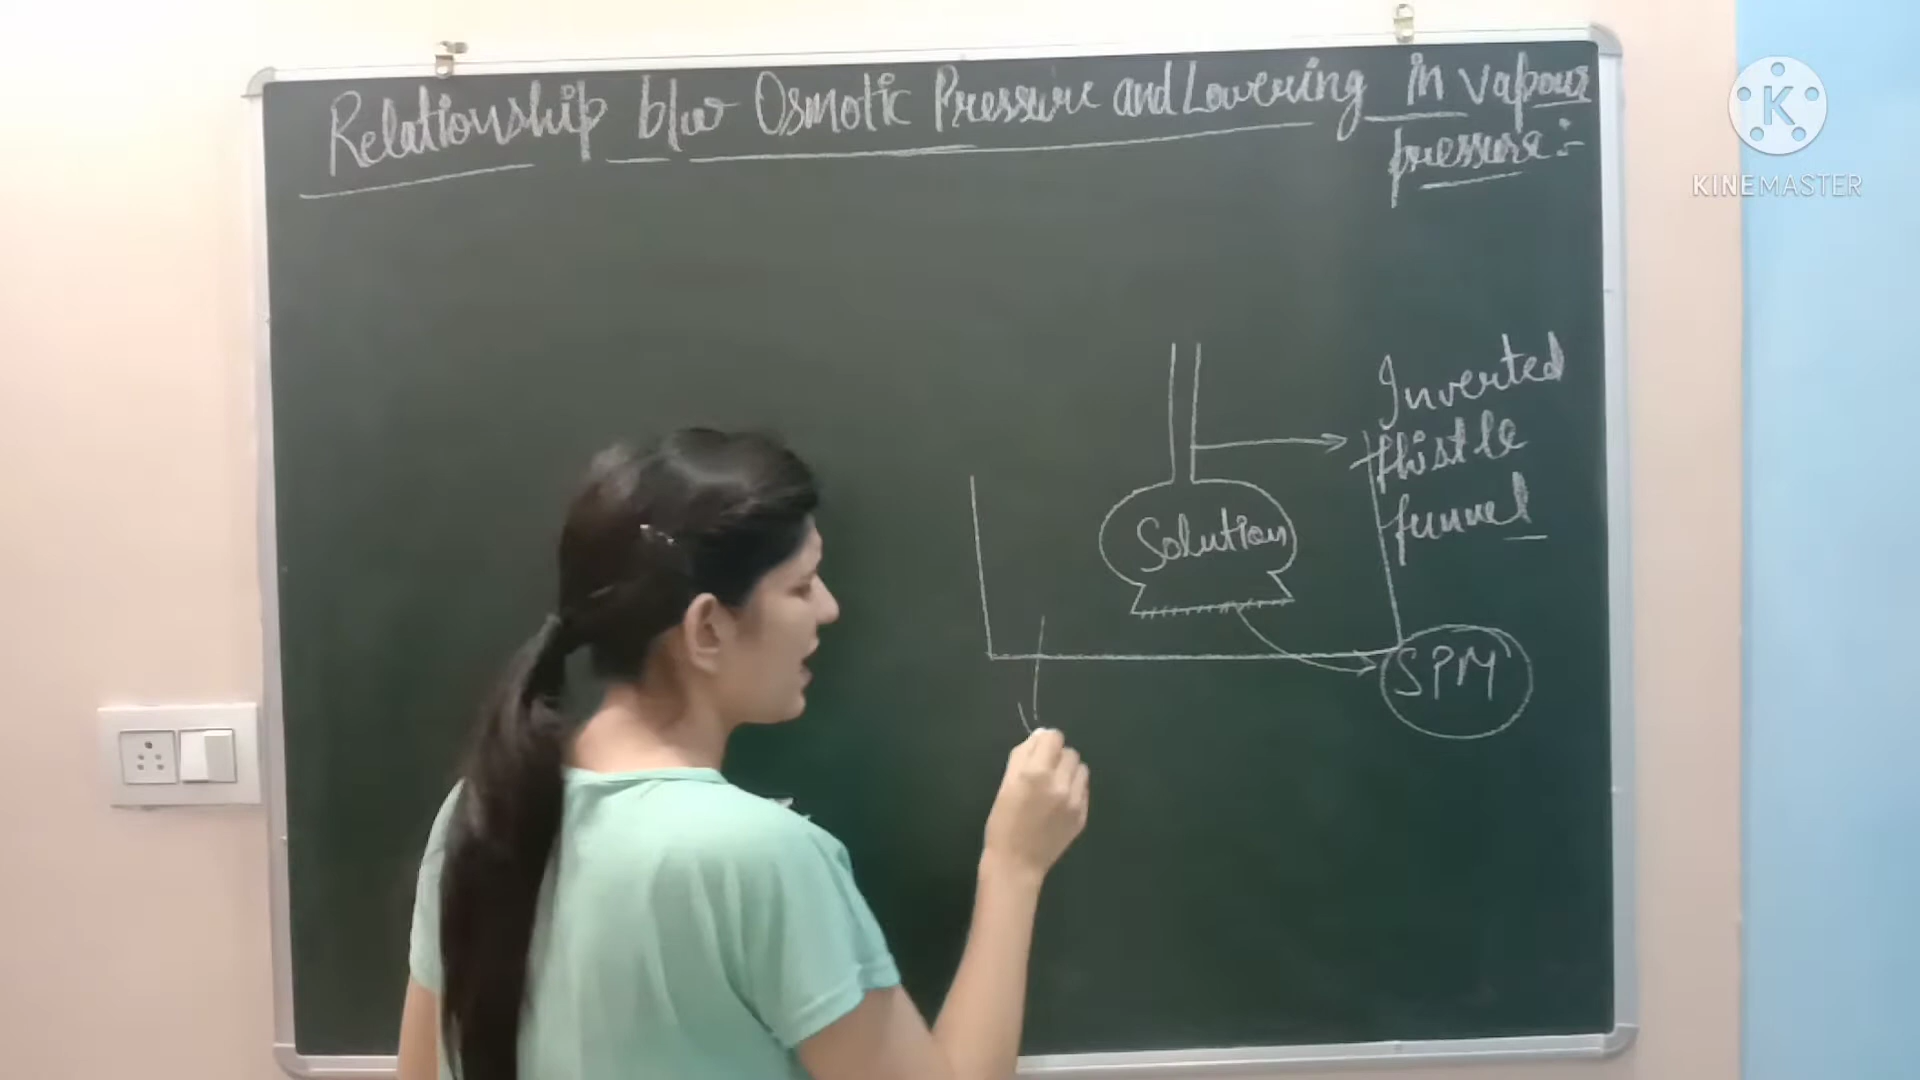 Relationship b/w Osmotic Pressure and Lowering in vapour
pressure :-
Inverted
thistle
funnel
Solution
SPM
K
KINEMASTER